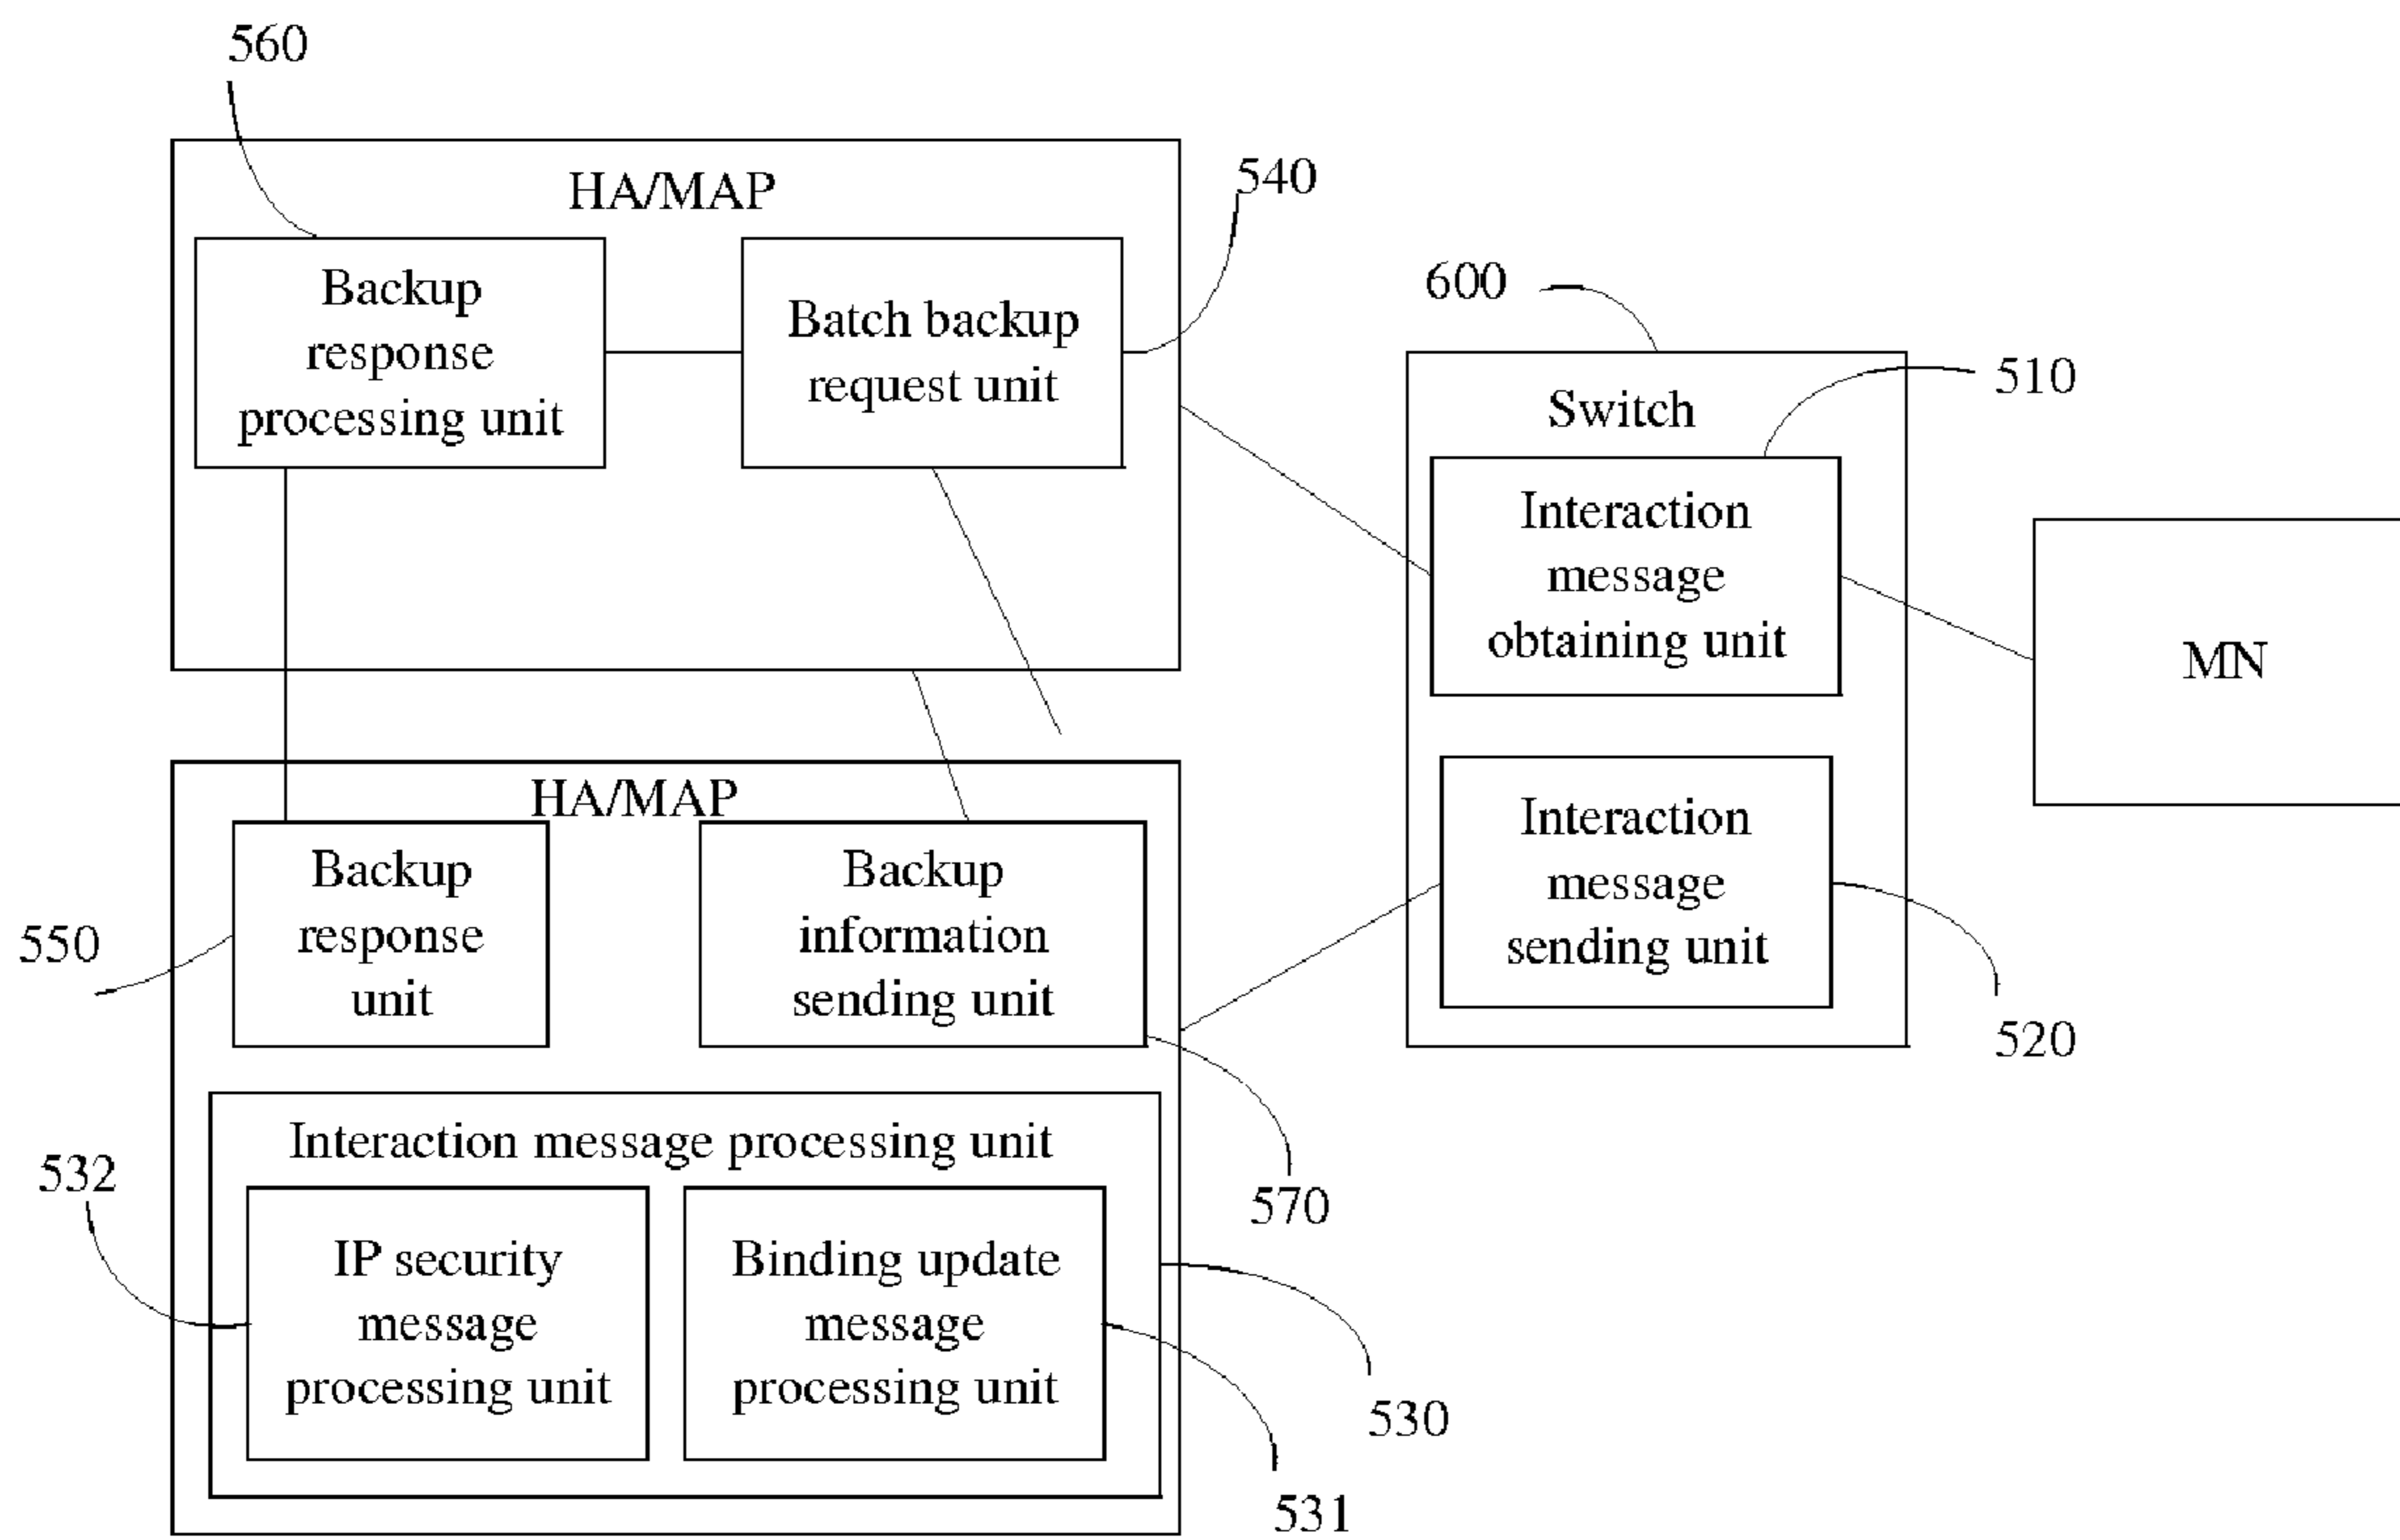 560
HA/MAP
540
Backup
response
processing unit
Batch backup
request unit
600
510
Switch
Interaction
message
obtaining unit
MN
HA/MAP
Interaction
message
sending unit
550
Backup
response
unit
Backup
information
sending unit
520
Interaction message processing unit
532
570
IP security
message
processing unit
Binding update
message
processing unit
530
531